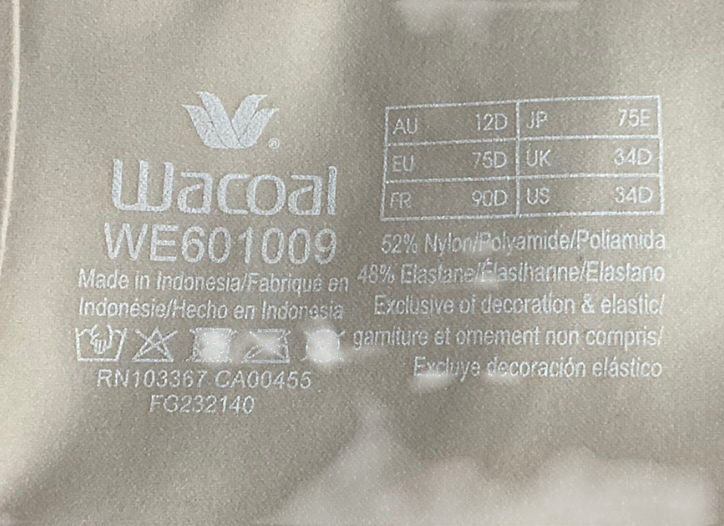 Wacoal®
WE601009
Made in Indonesia/Fabriqué en
Indonésie/Hecho en Indonesia
RN103367 CA00455
FG232140
AU 12D JP 75E
EU 75D UK 34D
FR 90D US 34D
52% Nylon/Polyamide/Poliamida
48% Elastane/Élasthanne/Elastano
Exclusive of decoration & elastic/
garniture et ornement non compris/
Excluye decoración elástico